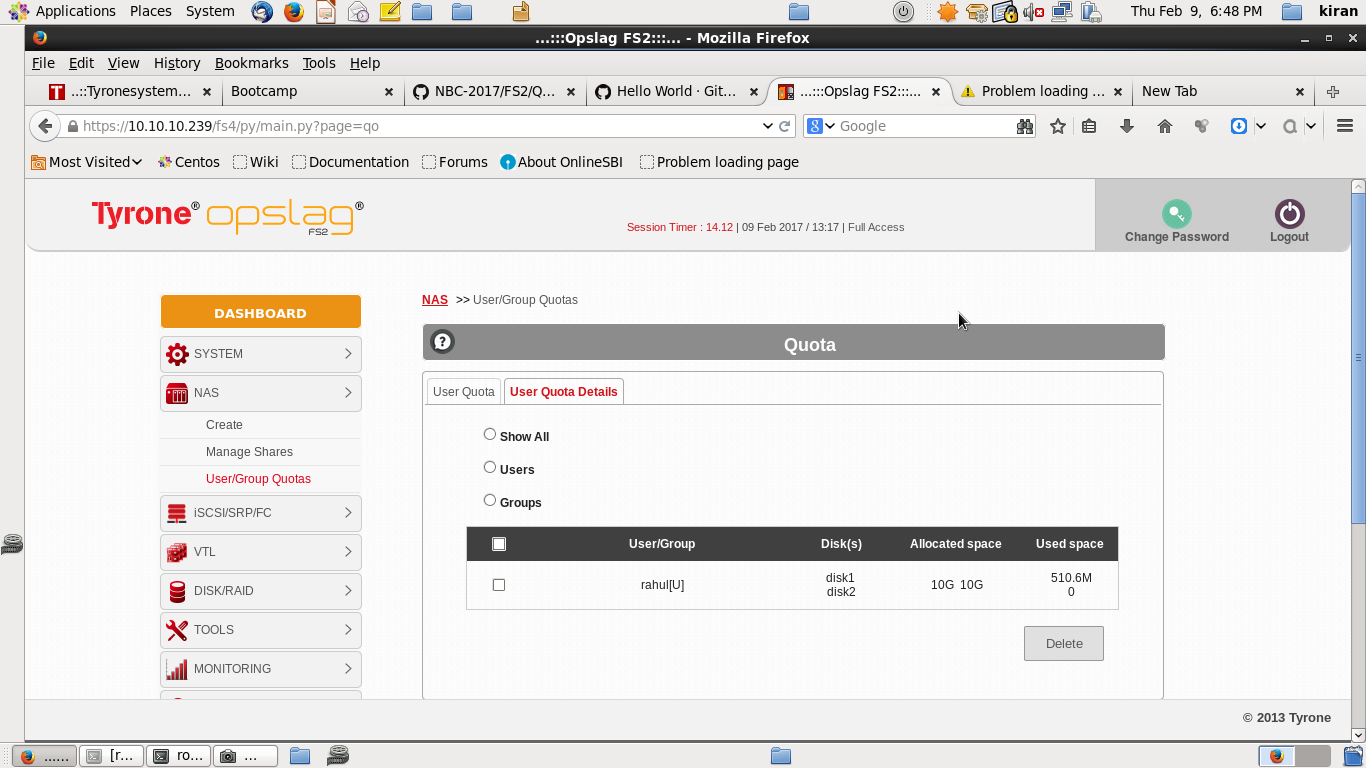 Applications Places System Thu Feb 9, 6:48 PM kiran
...:::Opslag FS2:::... - Mozilla Firefox
File Edit View History Bookmarks Tools Help
..::Tyronesystem... Bootcamp NBC-2017/FS2/Q... Hello World · Git... ...:::Opslag FS2:::... Problem loading ... New Tab
https://10.10.10.239/fs4/py/main.py?page=qo Google
Most Visited Centos Wiki Documentation Forums About OnlineSBI Problem loading page
Tyrone® opslag® FS2
Session Timer : 14.12 | 09 Feb 2017 / 13:17 | Full Access
Change Password Logout
NAS >> User/Group Quotas
DASHBOARD
Quota
SYSTEM
NAS
Create
Manage Shares
User/Group Quotas
iSCSI/SRP/FC
VTL
DISK/RAID
TOOLS
MONITORING
User Quota User Quota Details
Show All
Users
Groups
User/Group Disk(s) Allocated space Used space
rahul[U] disk1 10G 10G 510.6M
disk2 0
Delete
© 2013 Tyrone
...... [r... ro... ...